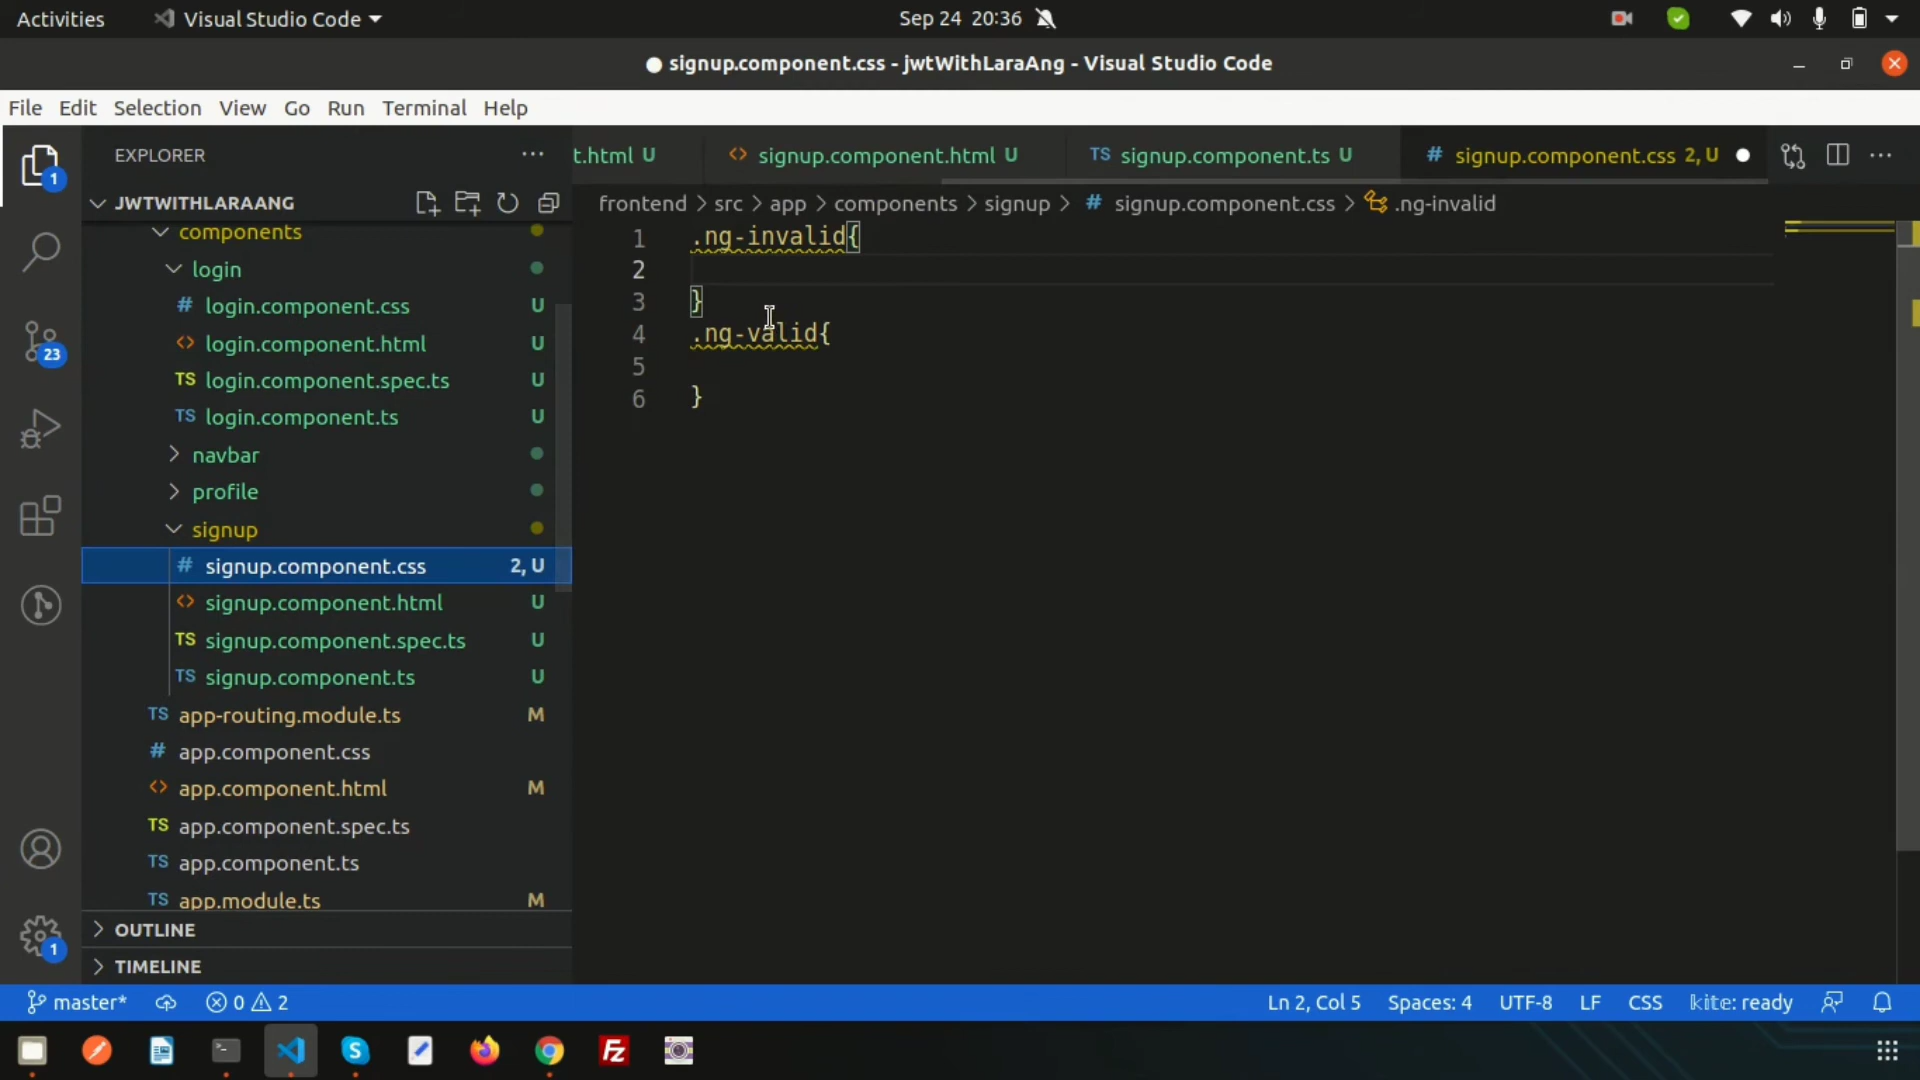 Activities
Visual Studio Code
Sep 24 20:36
signup.component.css - jwtWithLaraAng - Visual Studio Code
File Edit Selection View Go Run Terminal Help
EXPLORER
t.html U
signup.component.html U
TS signup.component.ts U
# signup.component.css 2, U
JWTWITHLARAANG
frontend > src > app > components > signup > # signup.component.css > .ng-invalid
components
login
# login.component.css U
login.component.html U
TS login.component.spec.ts U
TS login.component.ts U
navbar
profile
signup
# signup.component.css 2, U
signup.component.html U
TS signup.component.spec.ts U
TS signup.component.ts U
TS app-routing.module.ts M
# app.component.css
app.component.html M
TS app.component.spec.ts
TS app.component.ts
TS app.module.ts M
OUTLINE
TIMELINE
1
23
1
1 .ng-invalid{
2
3 }
4 .ng-valid{
5
6 }
master* 0 2
Ln 2, Col 5 Spaces: 4 UTF-8 LF CSS kite: ready